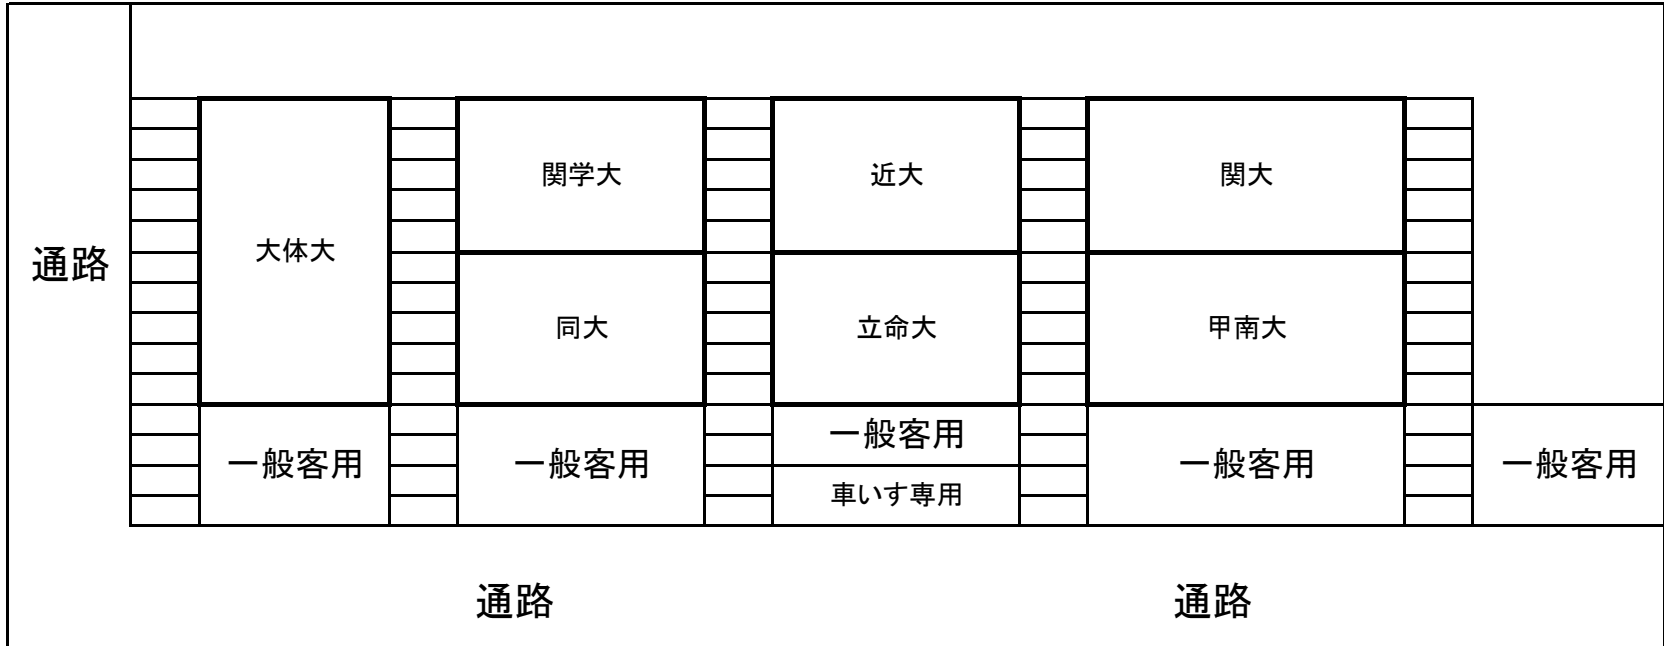 関学大
近大
関大
通路
大体大
同大
立命大
甲南大
一般客用
一般客用
一般客用
車いす専用
一般客用
一般客用
通路
通路